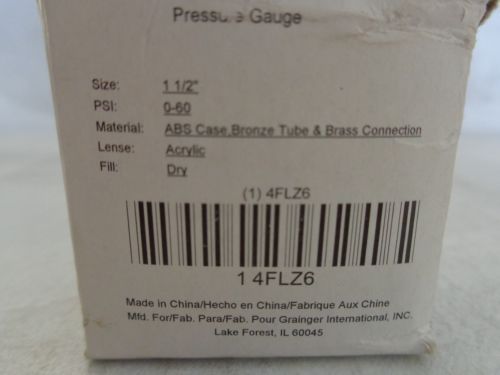 Pressure Gauge
Size: 1 1/2"
PSI: 0-60
Material: ABS Case,Bronze Tube & Brass Connection
Lense: Acrylic
Fill: Dry
(1) 4FLZ6
1 4FLZ6
Made in China/Hecho en China/Fabrique Aux Chine
Mfd. For/Fab. Para/Fab. Pour Grainger International, INC.
Lake Forest, IL 60045